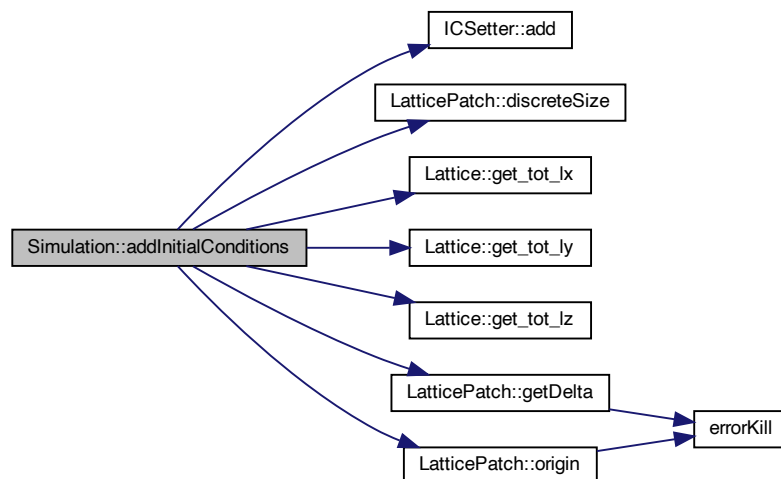 ICSetter::add
LatticePatch::discreteSize
Lattice::get_tot_lx
Simulation::addInitialConditions
Lattice::get_tot_ly
Lattice::get_tot_lz
LatticePatch::getDelta
errorKill
LatticePatch::origin